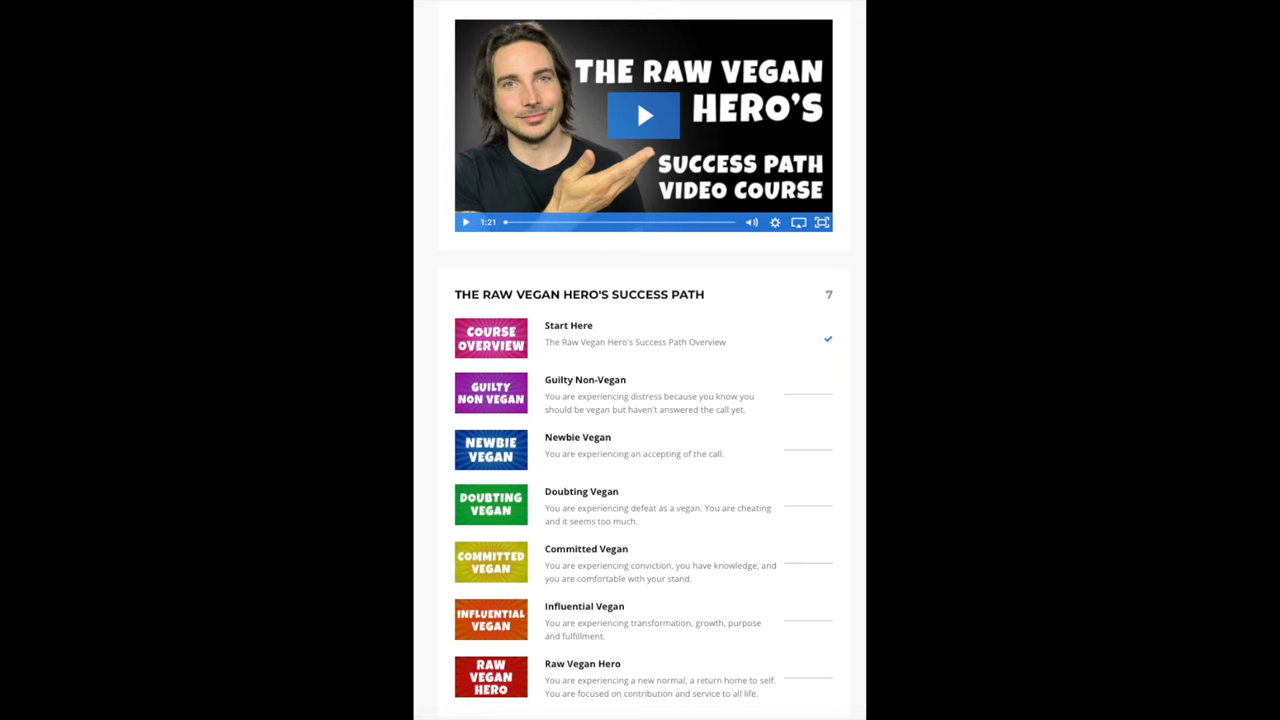 THE RAW VEGAN
HERO'S
SUCCESS PATH
VIDEO COURSE
1:21
THE RAW VEGAN HERO'S SUCCESS PATH 7
COURSE
OVERVIEW
Start Here
The Raw Vegan Hero's Success Path Overview
GUILTY
NON VEGAN
Guilty Non-Vegan
You are experiencing distress because you know you
should be vegan but haven't answered the call yet.
NEWBIE
VEGAN
Newbie Vegan
You are experiencing an accepting of the call.
DOUBTING
VEGAN
Doubting Vegan
You are experiencing defeat as a vegan. You are cheating
and it seems too much.
COMMITTED
VEGAN
Committed Vegan
You are experiencing conviction, you have knowledge, and
you are comfortable with your stand.
INFLUENTIAL
VEGAN
Influential Vegan
You are experiencing transformation, growth, purpose
and fulfillment.
RAW
VEGAN
HERO
Raw Vegan Hero
You are experiencing a new normal, a return home to self.
You are focused on contribution and service to all life.